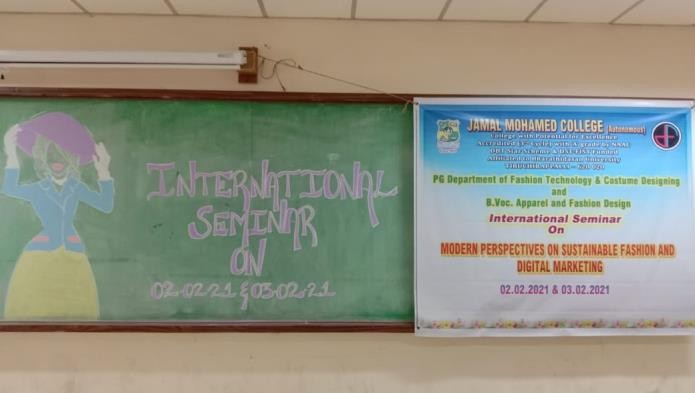 INTERNATIONAL
SEMINAR
ON
02-02-21 & 03-02-21
JAMAL MOHAMED COLLEGE (Autonomous)
College with Potential for Excellence
Accredited (3rd Cycle) with 'A' grade by NAAC
DBT Star Scheme & DST-FIST Funded
Affiliated to Bharathidasan University
TIRUCHIRAPPALLI - 620 020
PG Department of Fashion Technology & Costume Designing
and
B.Voc. Apparel and Fashion Design
International Seminar
On
MODERN PERSPECTIVES ON SUSTAINABLE FASHION AND
DIGITAL MARKETING
02.02.2021 & 03.02.2021